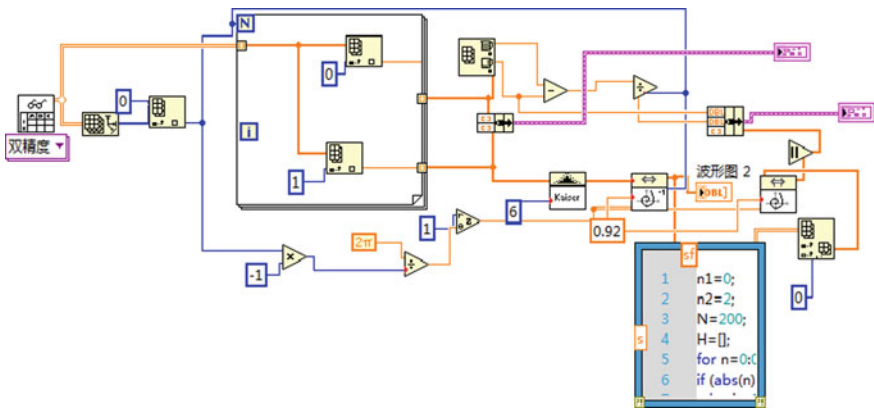 N
i
0
1
0
双精度
-1
2π
1
6
Kaiser
0.92
波形图 2
DBL
DBL
0
s
sf
1 n1=0;
2 n2=2;
3 N=200;
4 H=[];
5 for n=0:
6 if (abs(n)